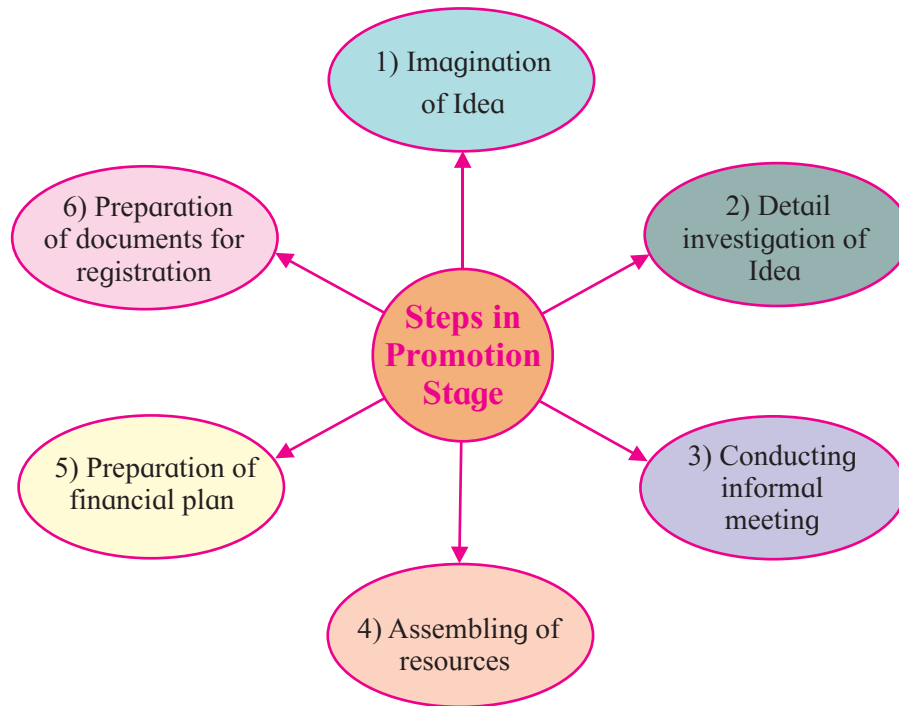 1) Imagination
of Idea
2) Detail
investigation of
Idea
3) Conducting
informal
meeting
4) Assembling of
resources
5) Preparation of
financial plan
6) Preparation
of documents for
registration
Steps in
Promotion
Stage